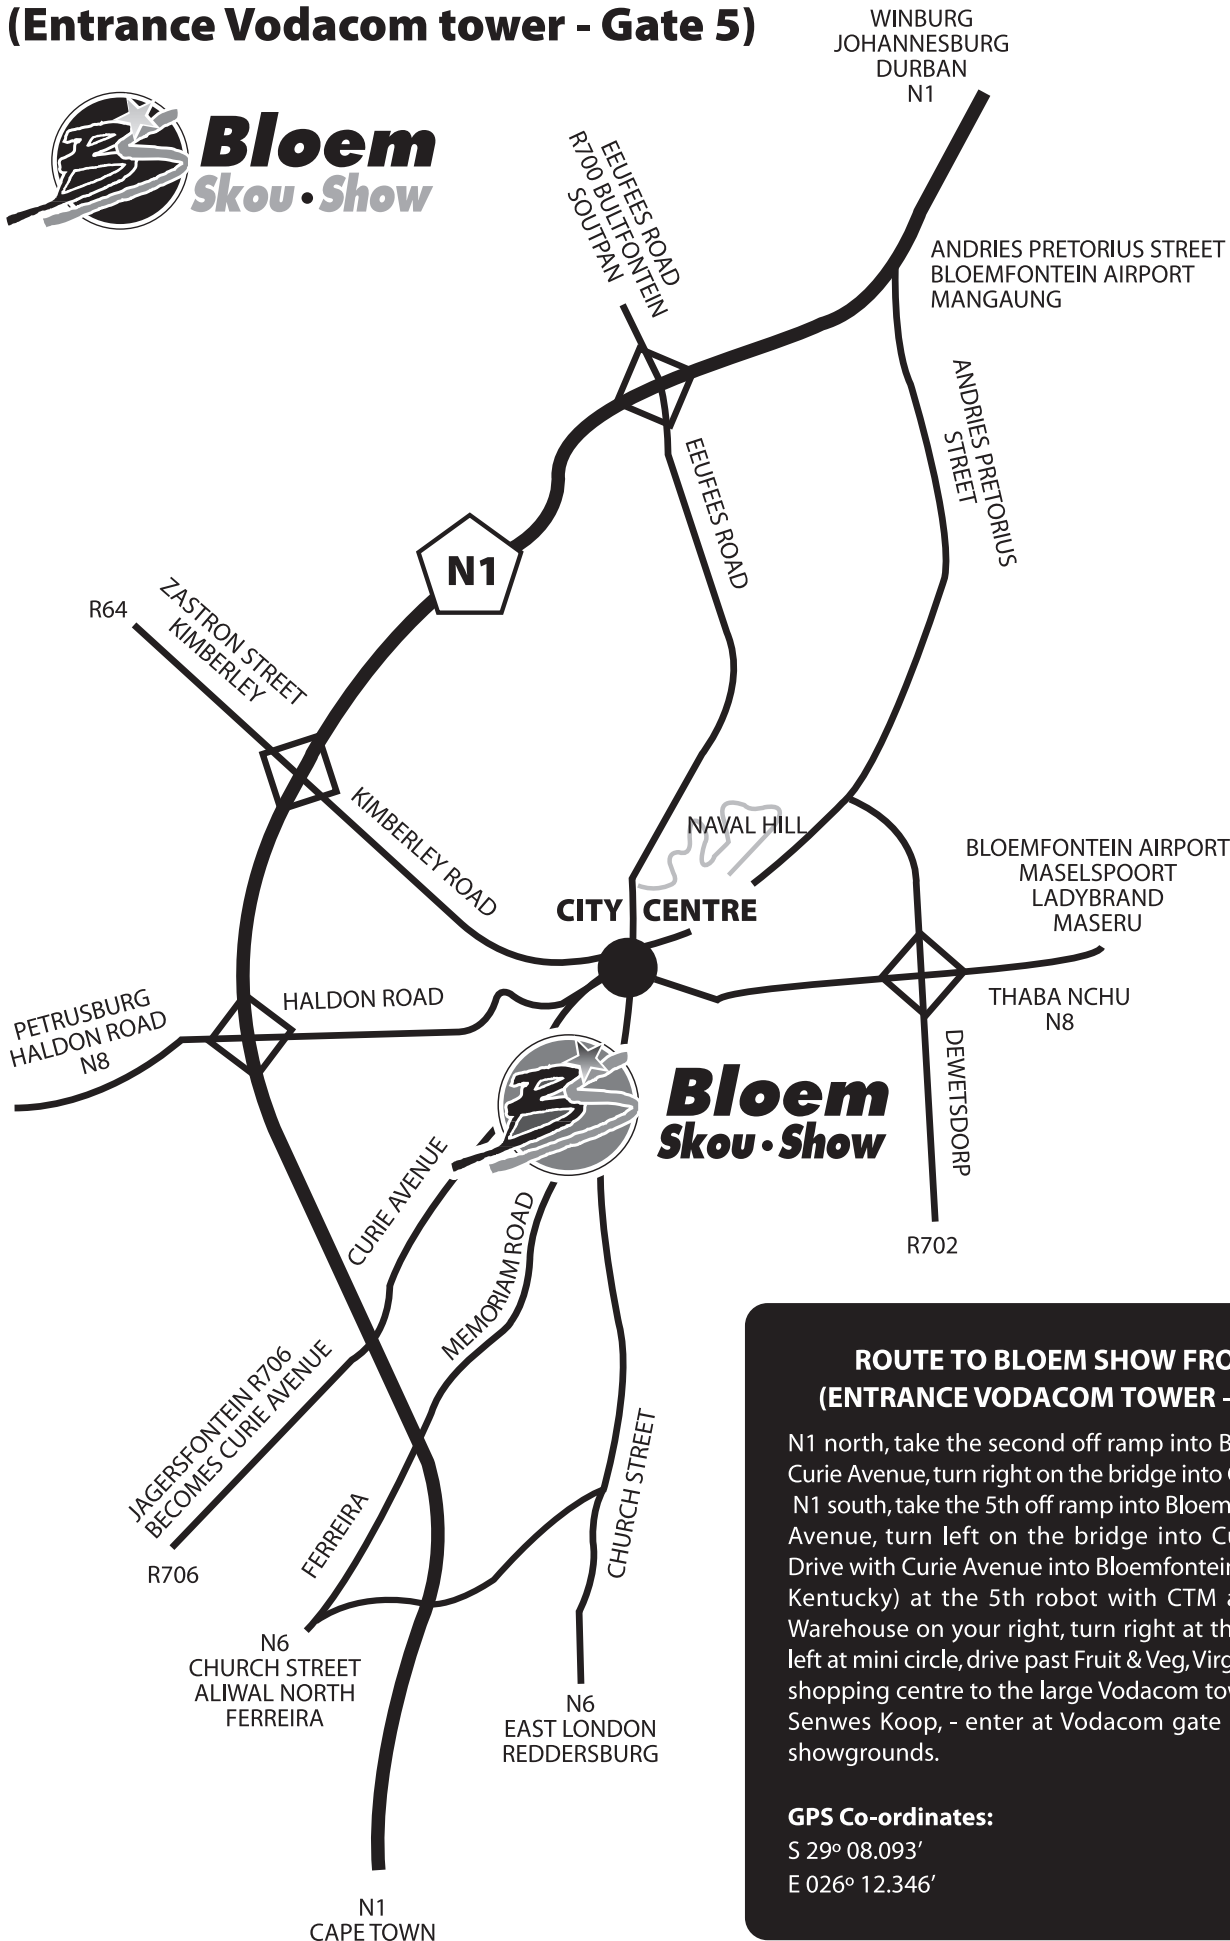 (Entrance Vodacom tower - Gate 5)
WINBURG
JOHANNESBURG
DURBAN
N1
BS
Bloem
Skou • Show
EEUFEES ROAD
R700 BULTFONTEIN
SOUTPAN
ANDRIES PRETORIUS STREET
BLOEMFONTEIN AIRPORT
MANGAUNG
ANDRIES PRETORIUS
STREET
EEUFEES ROAD
N1
R64
ZASTRON STREET
KIMBERLEY
KIMBERLEY ROAD
NAVAL HILL
CITY CENTRE
BLOEMFONTEIN AIRPORT
MASELSPOORT
LADYBRAND
MASERU
THABA NCHU
N8
PETRUSBURG
HALDON ROAD
N8
HALDON ROAD
BS
Bloem
Skou • Show
DEWETSDORP
R702
CURIE AVENUE
MEMORIAM ROAD
JAGERSFONTEIN R706
BECOMES CURIE AVENUE
R706
FERREIRA
CHURCH STREET
N6
CHURCH STREET
ALIWAL NORTH
FERREIRA
N6
EAST LONDON
REDDERSBURG
N1
CAPE TOWN
ROUTE TO BLOEM SHOW
(ENTRANCE VODACOM TOWER -
N1 north, take the second off ramp into
Curie Avenue, turn right on the bridge into
N1 south, take the 5th off ramp into
Avenue, turn left on the bridge into
Drive with Curie Avenue into Bloemfontein
Kentucky) at the 5th robot with CTM
Warehouse on your right, turn right at
left at mini circle, drive past Fruit & Veg,
shopping centre to the large Vodacom
Senwes Koop, - enter at Vodacom gate
showgrounds.
GPS Co-ordinates:
S 29º 08.093’
E 026º 12.346’